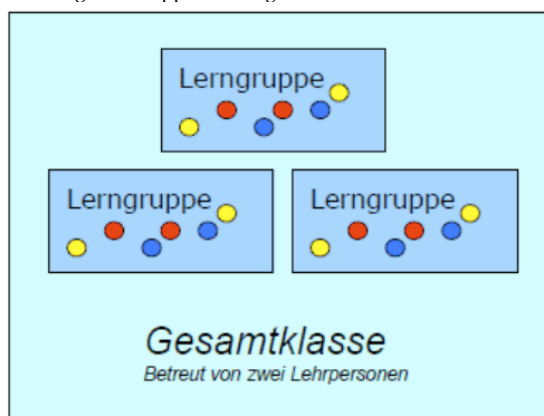 Lerngruppe
Lerngruppe
Lerngruppe
Gesamtklasse
Betreut von zwei Lehrpersonen